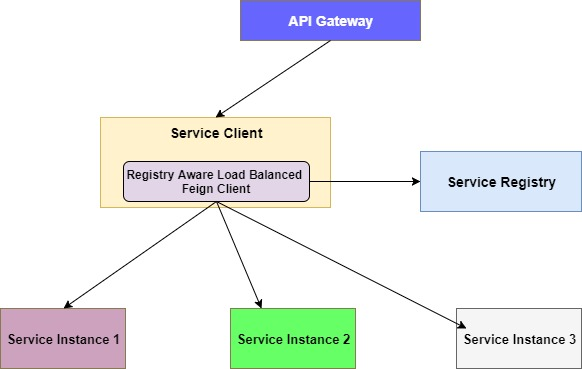 API Gateway
Service Client
Registry Aware Load Balanced
Feign Client
Service Registry
Service Instance 1
Service Instance 2
Service Instance 3